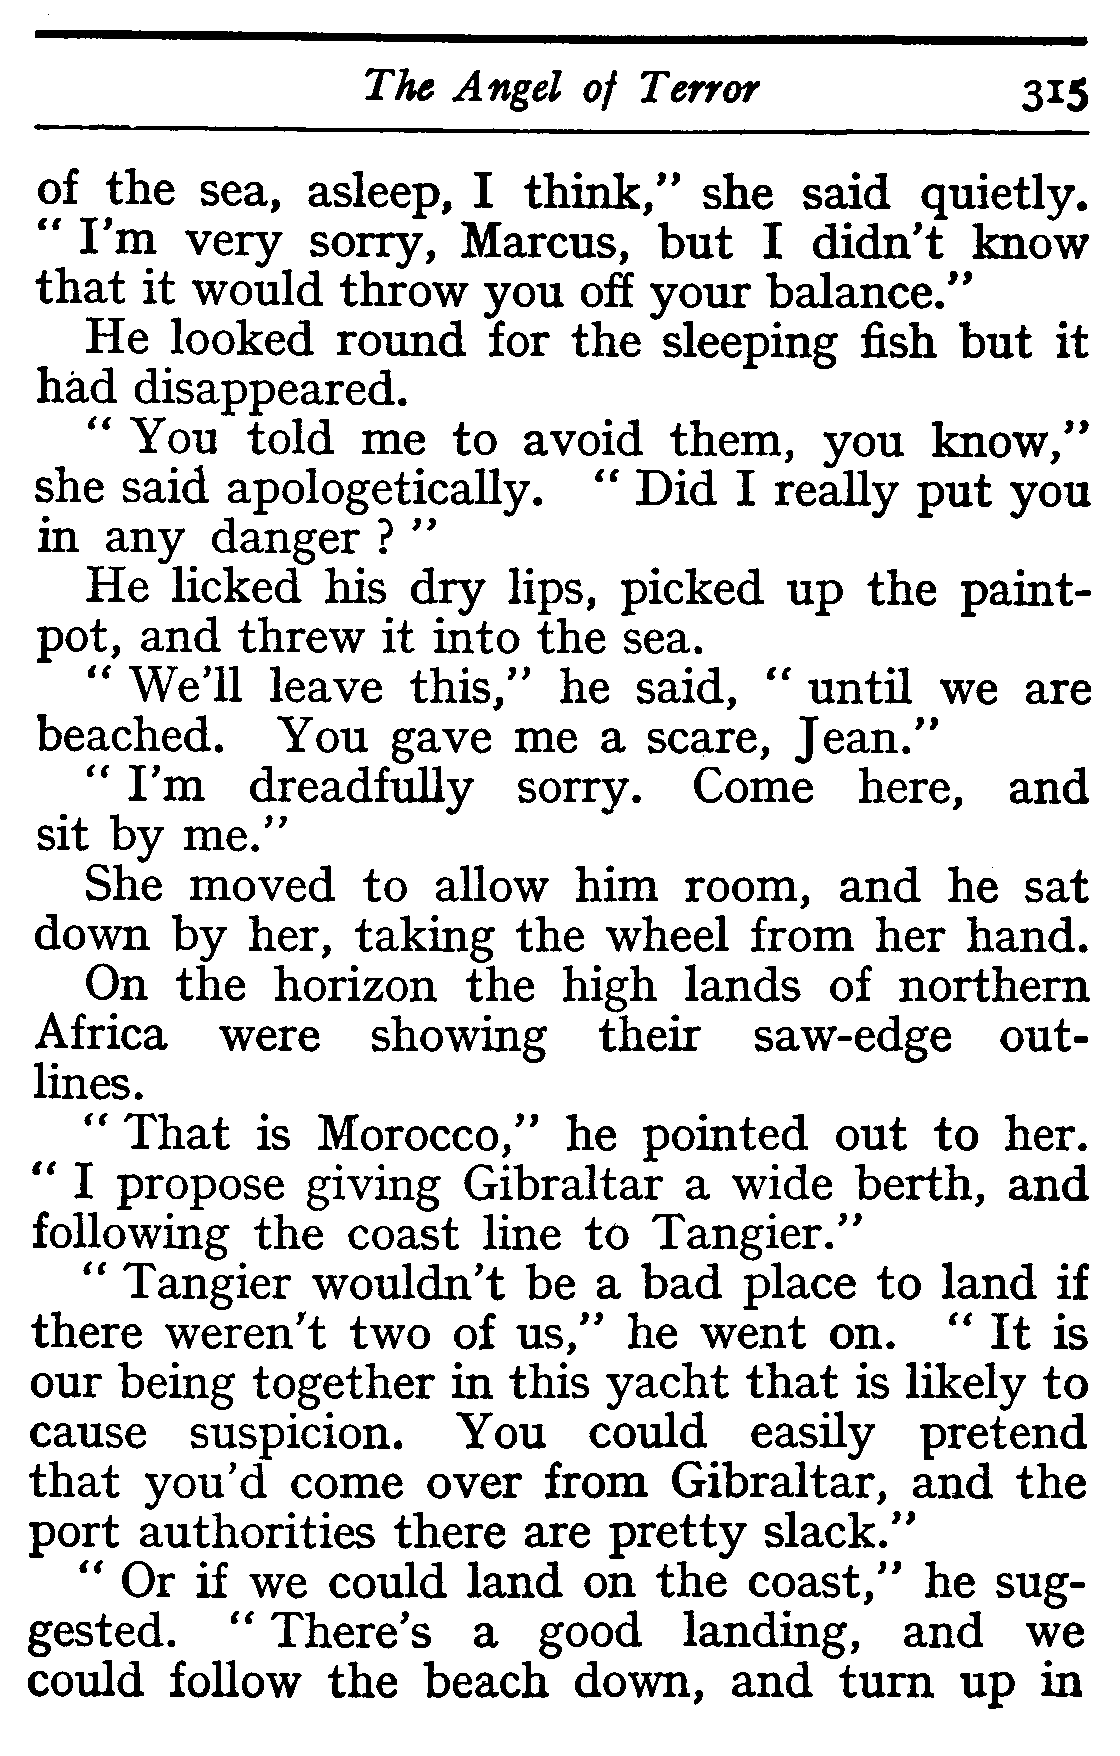 The Angel of Terror 315
of the sea, asleep, I think,” she said quietly.
“ I’m very sorry, Marcus, but I didn’t know
that it would throw you off your balance.”
He looked round for the sleeping fish but it
had disappeared.
“ You told me to avoid them, you know,”
she said apologetically. “ Did I really put you
in any danger ? ”
He licked his dry lips, picked up the paint-
pot, and threw it into the sea.
“ We’ll leave this,” he said, “ until we are
beached. You gave me a scare, Jean.”
“ I’m dreadfully sorry. Come here, and
sit by me.”
She moved to allow him room, and he sat
down by her, taking the wheel from her hand.
On the horizon the high lands of northern
Africa were showing their saw-edge out-
lines.
“ That is Morocco,” he pointed out to her.
“ I propose giving Gibraltar a wide berth, and
following the coast line to Tangier.”
“ Tangier wouldn’t be a bad place to land if
there weren’t two of us,” he went on. “ It is
our being together in this yacht that is likely to
cause suspicion. You could easily pretend
that you’d come over from Gibraltar, and the
port authorities there are pretty slack.”
“ Or if we could land on the coast,” he sug-
gested. “ There’s a good landing, and we
could follow the beach down, and turn up in